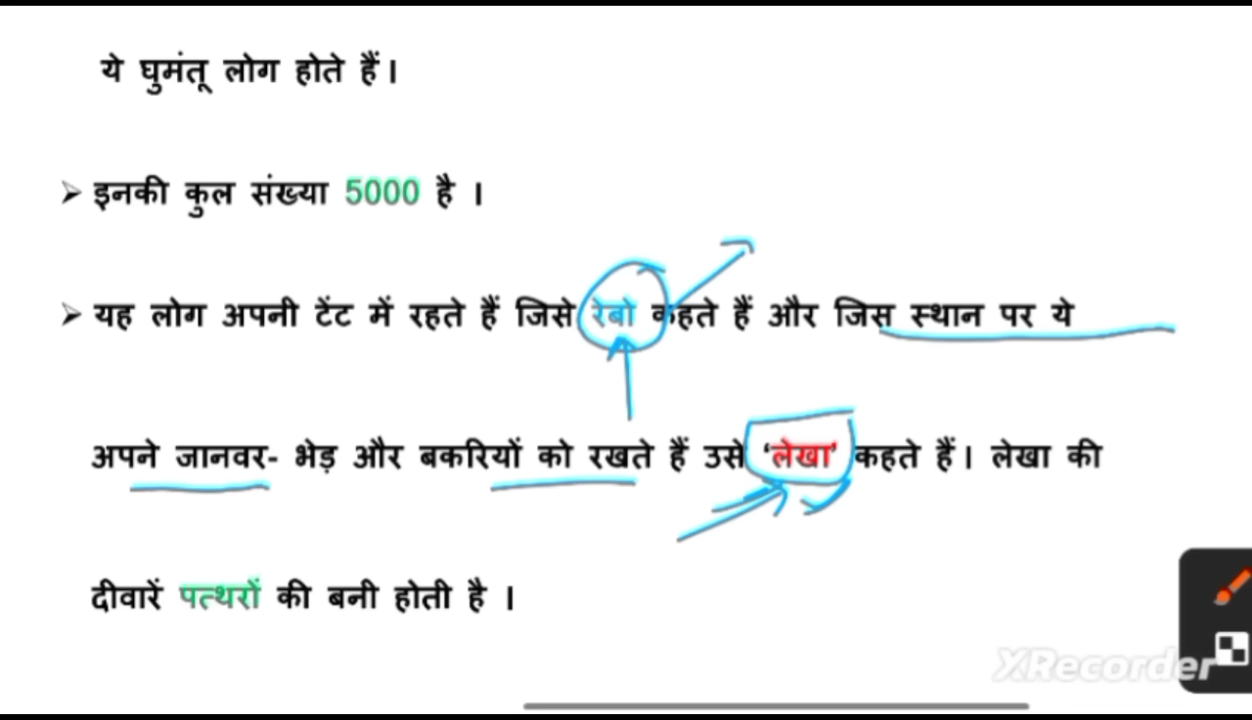 ये घुमंतू लोग होते हैं।
➢ इनकी कुल संख्या 5000 है ।
➢ यह लोग अपनी टेंट में रहते हैं जिसे रेबो कहते हैं और जिस स्थान पर ये
अपने जानवर- भेड़ और बकरियों को रखते हैं उसे ‘लेखा’ कहते हैं। लेखा की
दीवारें पत्थरों की बनी होती है ।
XRecorder